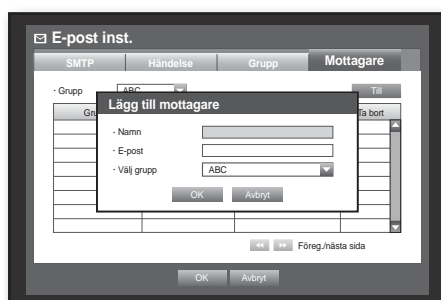 E-post inst.
SMTP Händelse Grupp Mottagare
· Grupp ABC Till
Ta bort
Lägg till mottagare
· Namn
· E-post
· Välj grupp ABC
OK Avbryt
Föreg./nästa sida
OK Avbryt